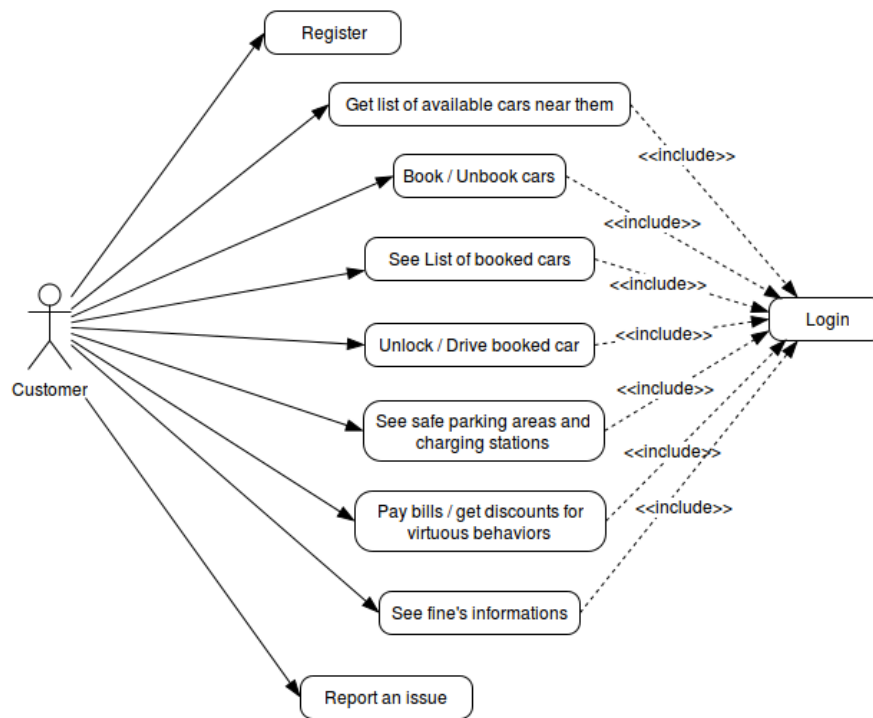 Register
Get list of available cars near them
<<include>>
Book / Unbook cars
<<include>>
See List of booked cars
<<include>>
Login
Unlock / Drive booked car
<<include>>
Customer
<<include>>
See safe parking areas and
charging stations
<<include>>
Pay bills / get discounts for
virtuous behaviors
<<include>>
See fine's informations
Report an issue